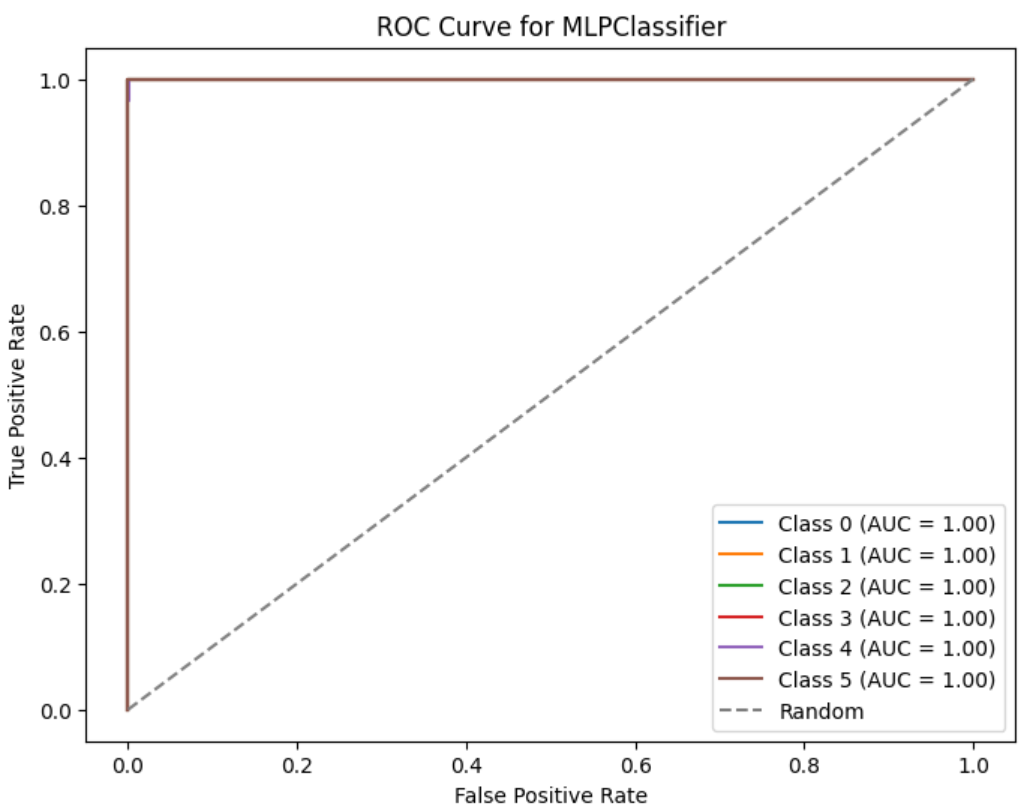 ROC Curve for MLPClassifier
True Positive Rate
1.0
0.8
0.6
0.4
0.2
0.0
Class 0 (AUC = 1.00)
Class 1 (AUC = 1.00)
Class 2 (AUC = 1.00)
Class 3 (AUC = 1.00)
Class 4 (AUC = 1.00)
Class 5 (AUC = 1.00)
Random
0.0 0.2 0.4 0.6 0.8 1.0
False Positive Rate